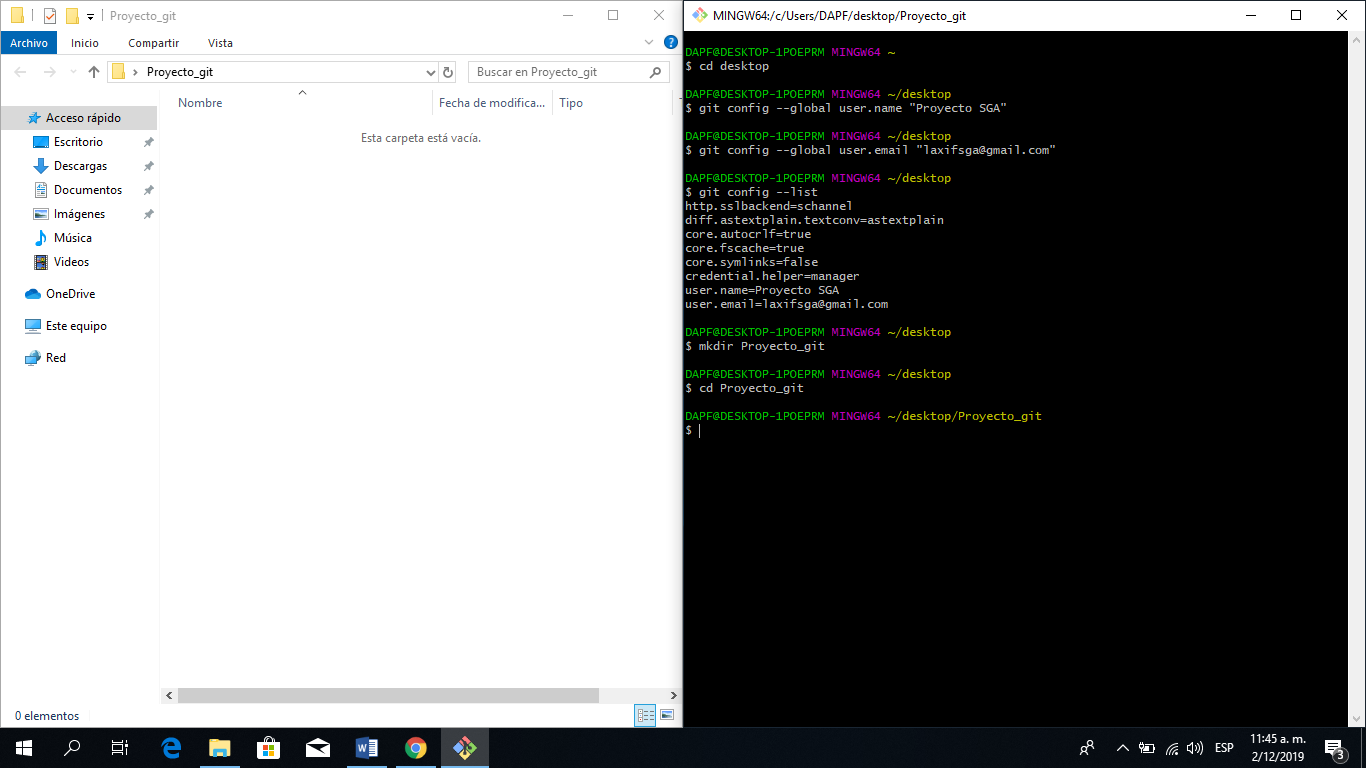 Proyecto_git
Archivo Inicio Compartir Vista
Proyecto_git
Buscar en Proyecto_git
Nombre Fecha de modifica... Tipo
Esta carpeta está vacía.
Acceso rápido
Escritorio
Descargas
Documentos
Imágenes
Música
Videos
OneDrive
Este equipo
Red
0 elementos
MINGW64:/c/Users/DAPF/desktop/Proyecto_git
DAPF@DESKTOP-1POEPRM MINGW64 ~
$ cd desktop
DAPF@DESKTOP-1POEPRM MINGW64 ~/desktop
$ git config --global user.name "Proyecto SGA"
DAPF@DESKTOP-1POEPRM MINGW64 ~/desktop
$ git config --global user.email "laxifsga@gmail.com"
DAPF@DESKTOP-1POEPRM MINGW64 ~/desktop
$ git config --list
http.sslbackend=schannel
diff.astextplain.textconv=astextplain
core.autocrlf=true
core.fscache=true
core.symlinks=false
credential.helper=manager
user.name=Proyecto SGA
user.email=laxifsga@gmail.com
DAPF@DESKTOP-1POEPRM MINGW64 ~/desktop
$ mkdir Proyecto_git
DAPF@DESKTOP-1POEPRM MINGW64 ~/desktop
$ cd Proyecto_git
DAPF@DESKTOP-1POEPRM MINGW64 ~/desktop/Proyecto_git
$
ESP
11:45 a. m.
2/12/2019
3